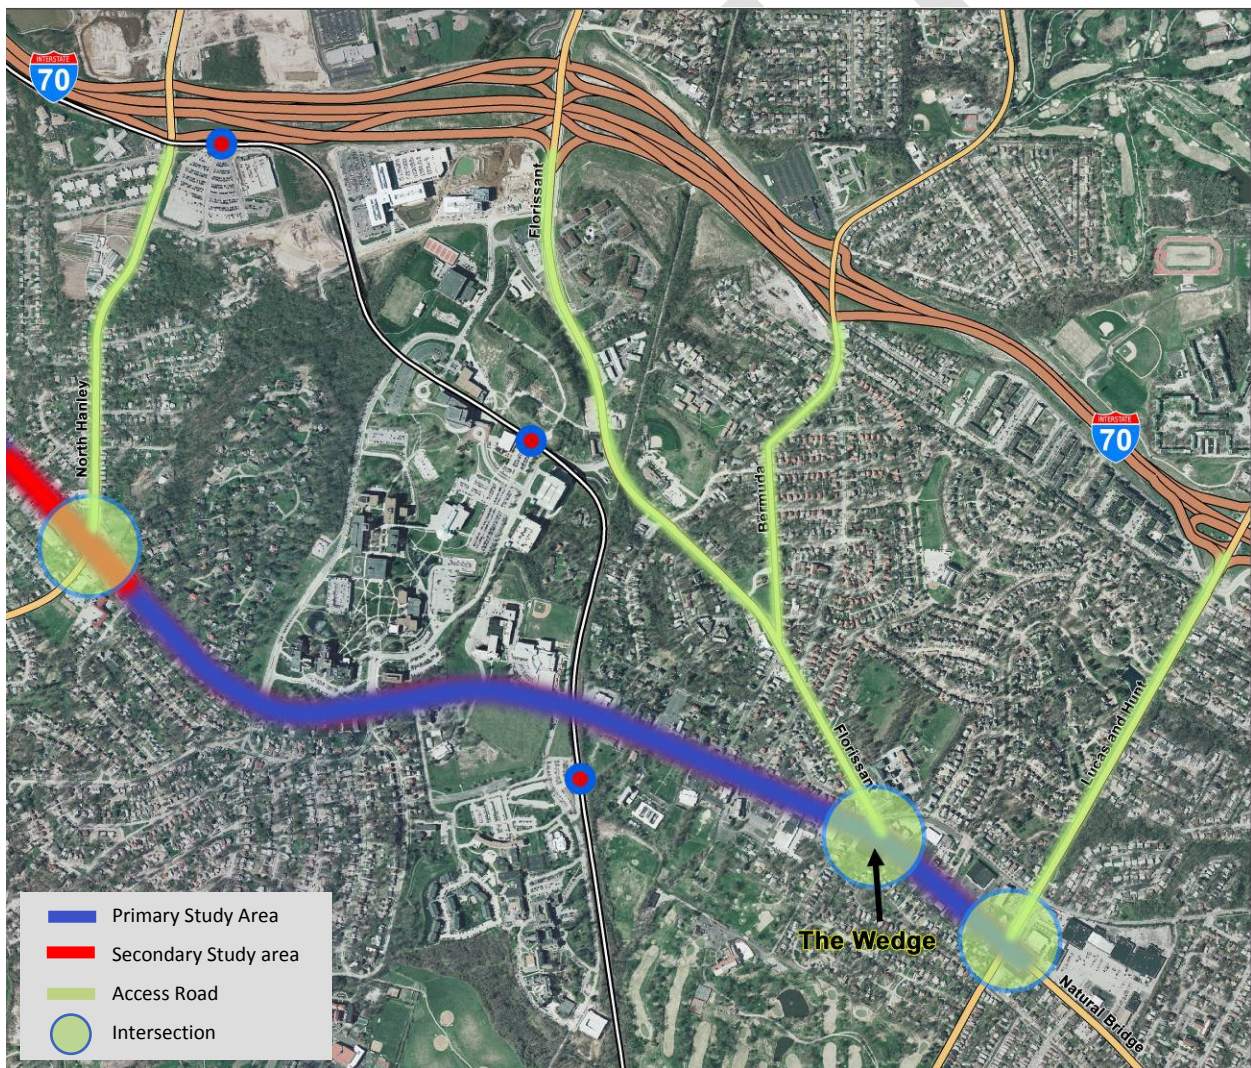 INTERSTATE
70
Florissant
North Hanley
INTERSTATE
70
Bermuda
Florissan
Lucas and Hunt
The Wedge
Natural Bridge
Primary Study Area
Secondary Study area
Access Road
Intersection